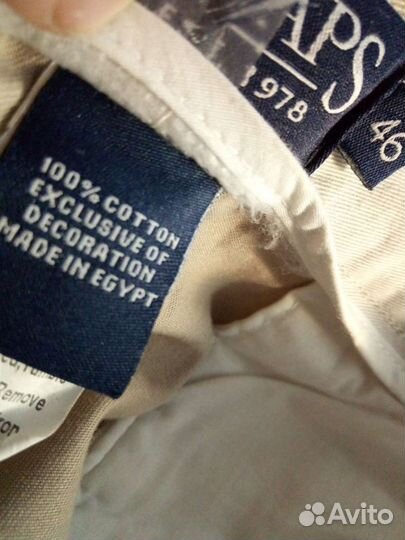 APS
1978
46
100% COTTON
EXCLUSIVE OF
DECORATION
MADE IN EGYPT
Remove
Avito